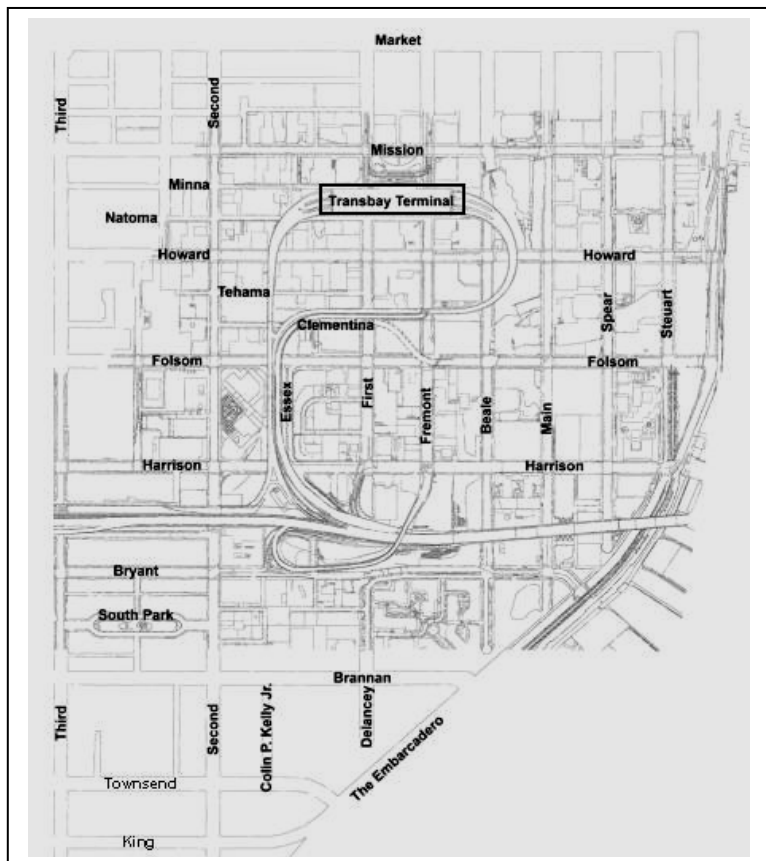 Market
Third
Second
Mission
Minna
Transbay Terminal
Natoma
Howard
Howard
Tehama
Spear
Steuart
Clementina
Folsom
Folsom
Essex
First
Fremont
Beale
Main
Harrison
Harrison
Bryant
South Park
Brannan
Third
Second
Colin P. Kelly Jr.
Delancey
The Embarcadero
Townsend
King